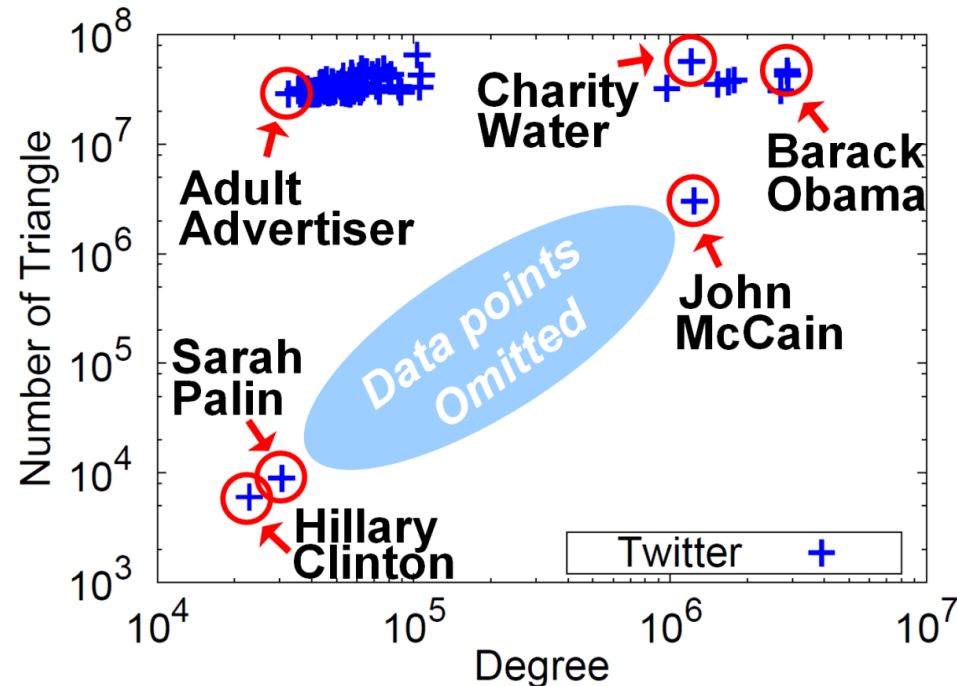 10^8
10^7
10^6
10^5
10^4
10^3
Number of Triangle
Charity
Water
Barack
Obama
Adult
Advertiser
John
McCain
Data points
Omitted
Sarah
Palin
Hillary
Clinton
Twitter
10^4
10^5
10^6
10^7
Degree